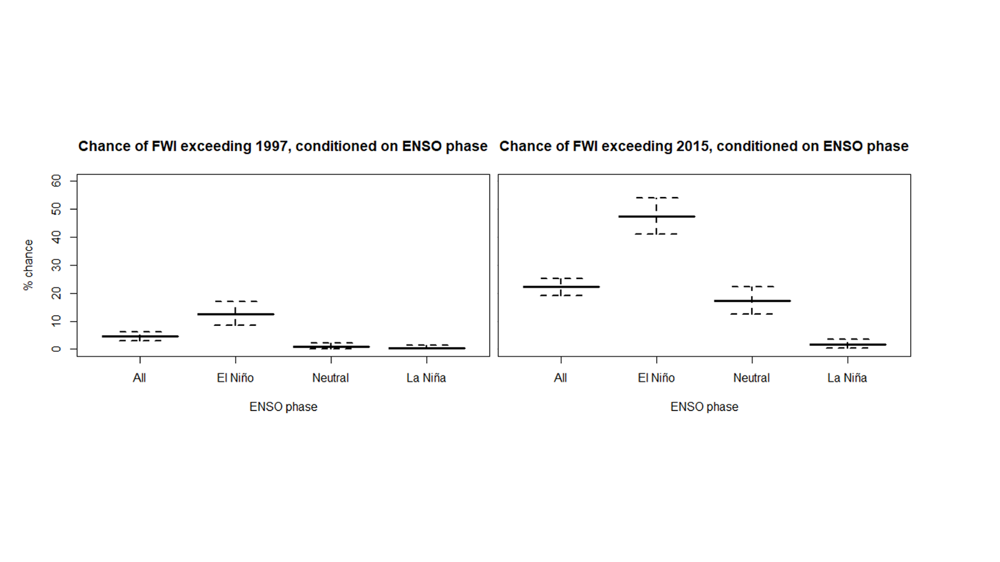 Chance of FWI exceeding 1997, conditioned on ENSO phase
% chance
60
50
40
30
20
10
0
All El Niño Neutral La Niña
ENSO phase
Chance of FWI exceeding 2015, conditioned on ENSO phase
All El Niño Neutral La Niña
ENSO phase